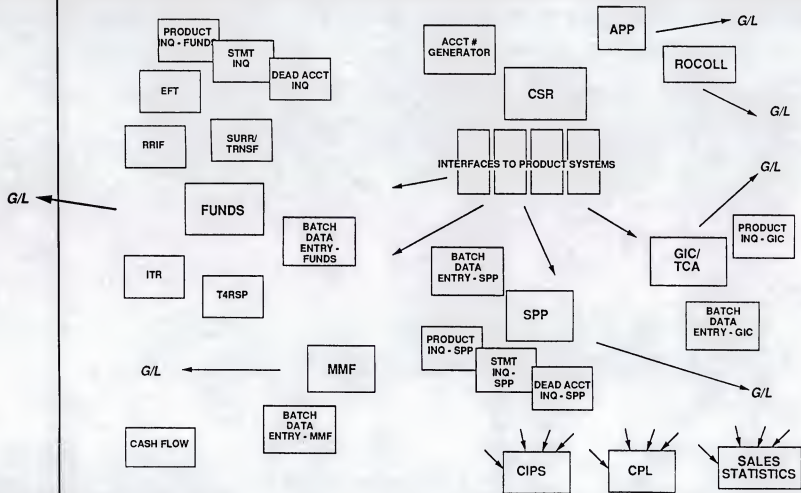 PRODUCT
INQ - FUNDS
STMT
INQ
DEAD ACCT
INQ
EFT
RRIF
SURR/
TRNSF
G/L
FUNDS
BATCH
DATA
ENTRY -
FUNDS
ITR
T4RSP
G/L
MMF
BATCH
DATA
ENTRY - MMF
CASH FLOW
ACCT #
GENERATOR
CSR
APP
G/L
ROCOLL
G/L
INTERFACES TO PRODUCT SYSTEMS
G/L
PRODUCT
INQ - GIC
GIC/
TCA
BATCH
DATA
ENTRY - GIC
BATCH
DATA
ENTRY - SPP
SPP
PRODUCT
INQ - SPP
STMT
INQ -
SPP
DEAD ACCT
INQ - SPP
G/L
CIPS
CPL
SALES
STATISTICS